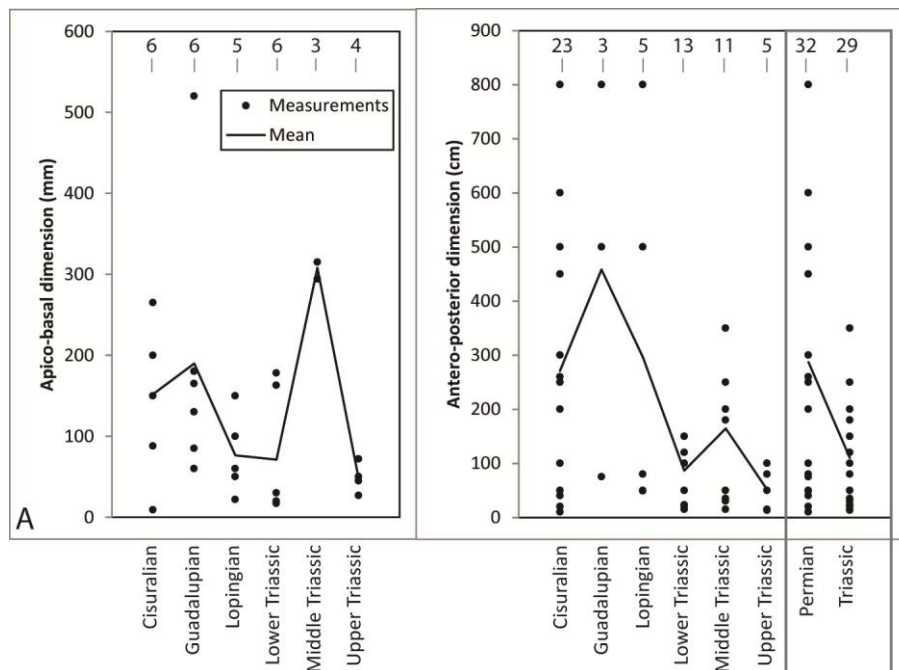 600
500
400
300
200
100
0
Apico-basal dimension (mm)
6 6 5 6 3 4
Measurements
Mean
A
Cisuralian
Guadalupian
Lopingian
Lower Triassic
Middle Triassic
Upper Triassic
900
800
700
600
500
400
300
200
100
0
Antero-posterior dimension (cm)
23 3 5 13 11 5 32 29
Cisuralian
Guadalupian
Lopingian
Lower Triassic
Middle Triassic
Upper Triassic
Permian
Triassic